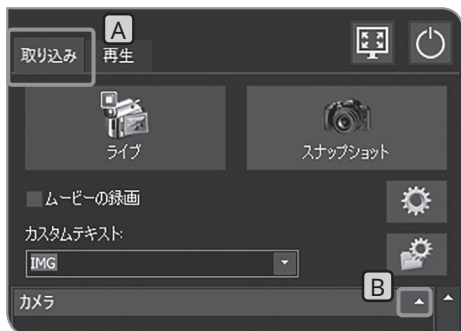 A
取り込み 再生
ライブ スナップショット
ムービーの録画
カスタムテキスト:
IMG
B
カメラ